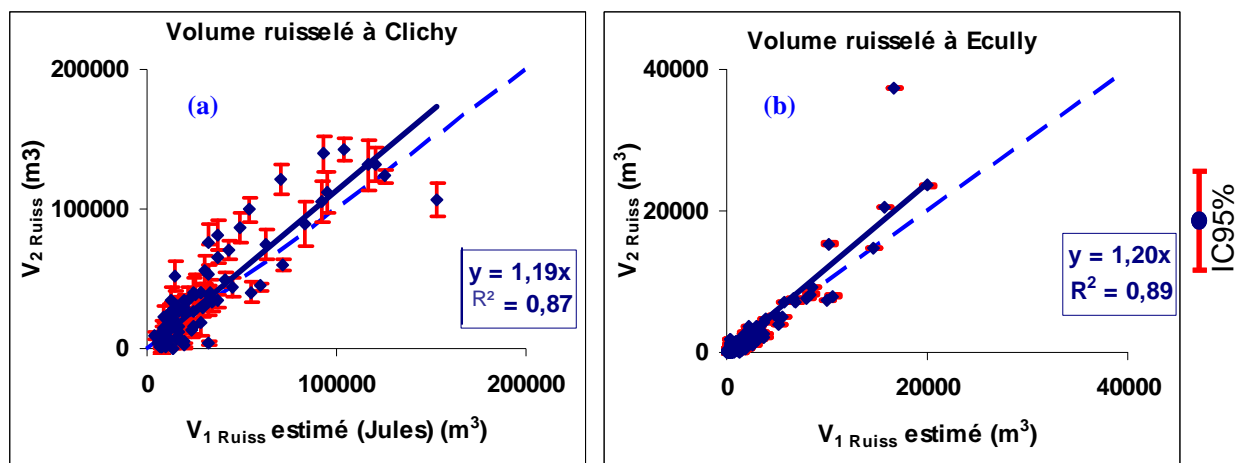 Volume ruisselé à Clichy
(a)
V2 Ruiss (m3)
200000
100000
0
0
100000
200000
y = 1,19x
R² = 0,87
V1 Ruiss estimé (Jules) (m³)
Volume ruisselé à Ecully
(b)
V2 Ruiss (m³)
40000
20000
0
0
20000
40000
y = 1,20x
R² = 0,89
V1 Ruiss estimé (m³)
IC95%